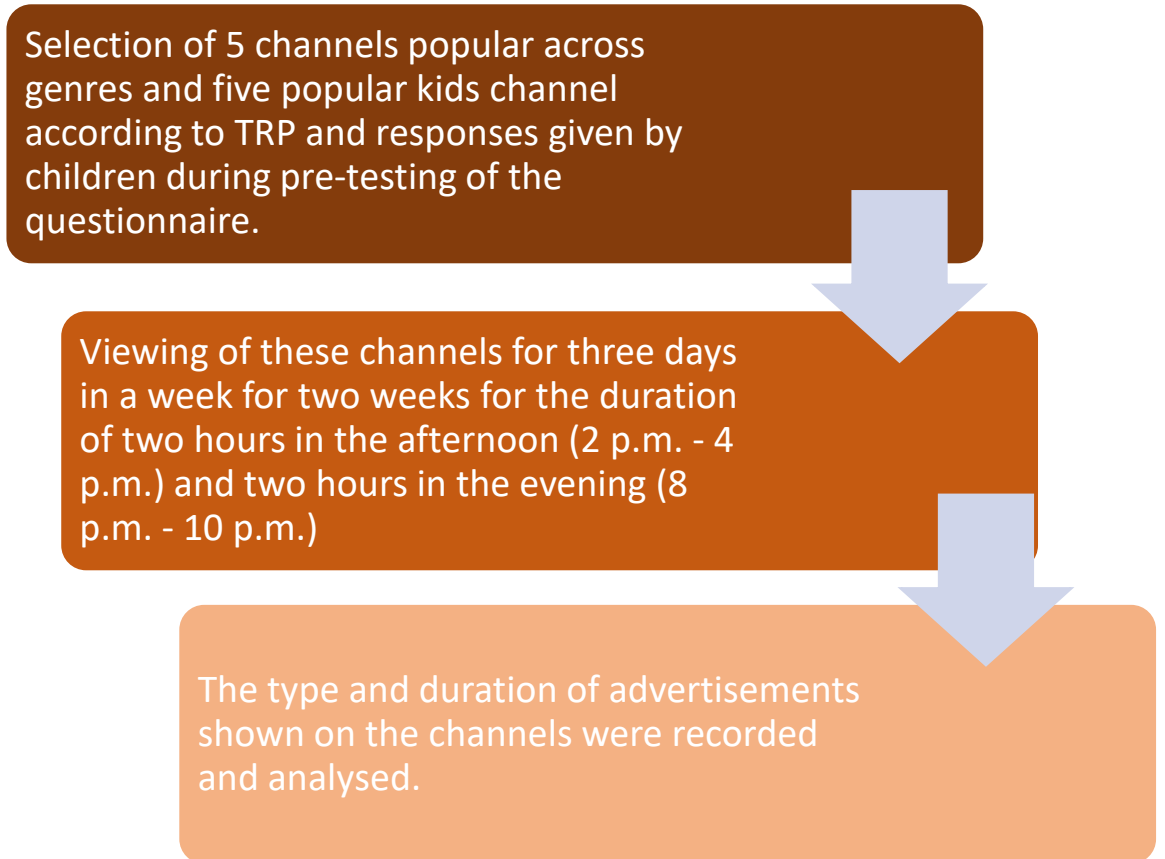 Selection of 5 channels popular across
genres and five popular kids channel
according to TRP and responses given by
children during pre-testing of the
questionnaire.
Viewing of these channels for three days
in a week for two weeks for the duration
of two hours in the afternoon (2 p.m. - 4
p.m.) and two hours in the evening (8
p.m. - 10 p.m.)
The type and duration of advertisements
shown on the channels were recorded
and analysed.